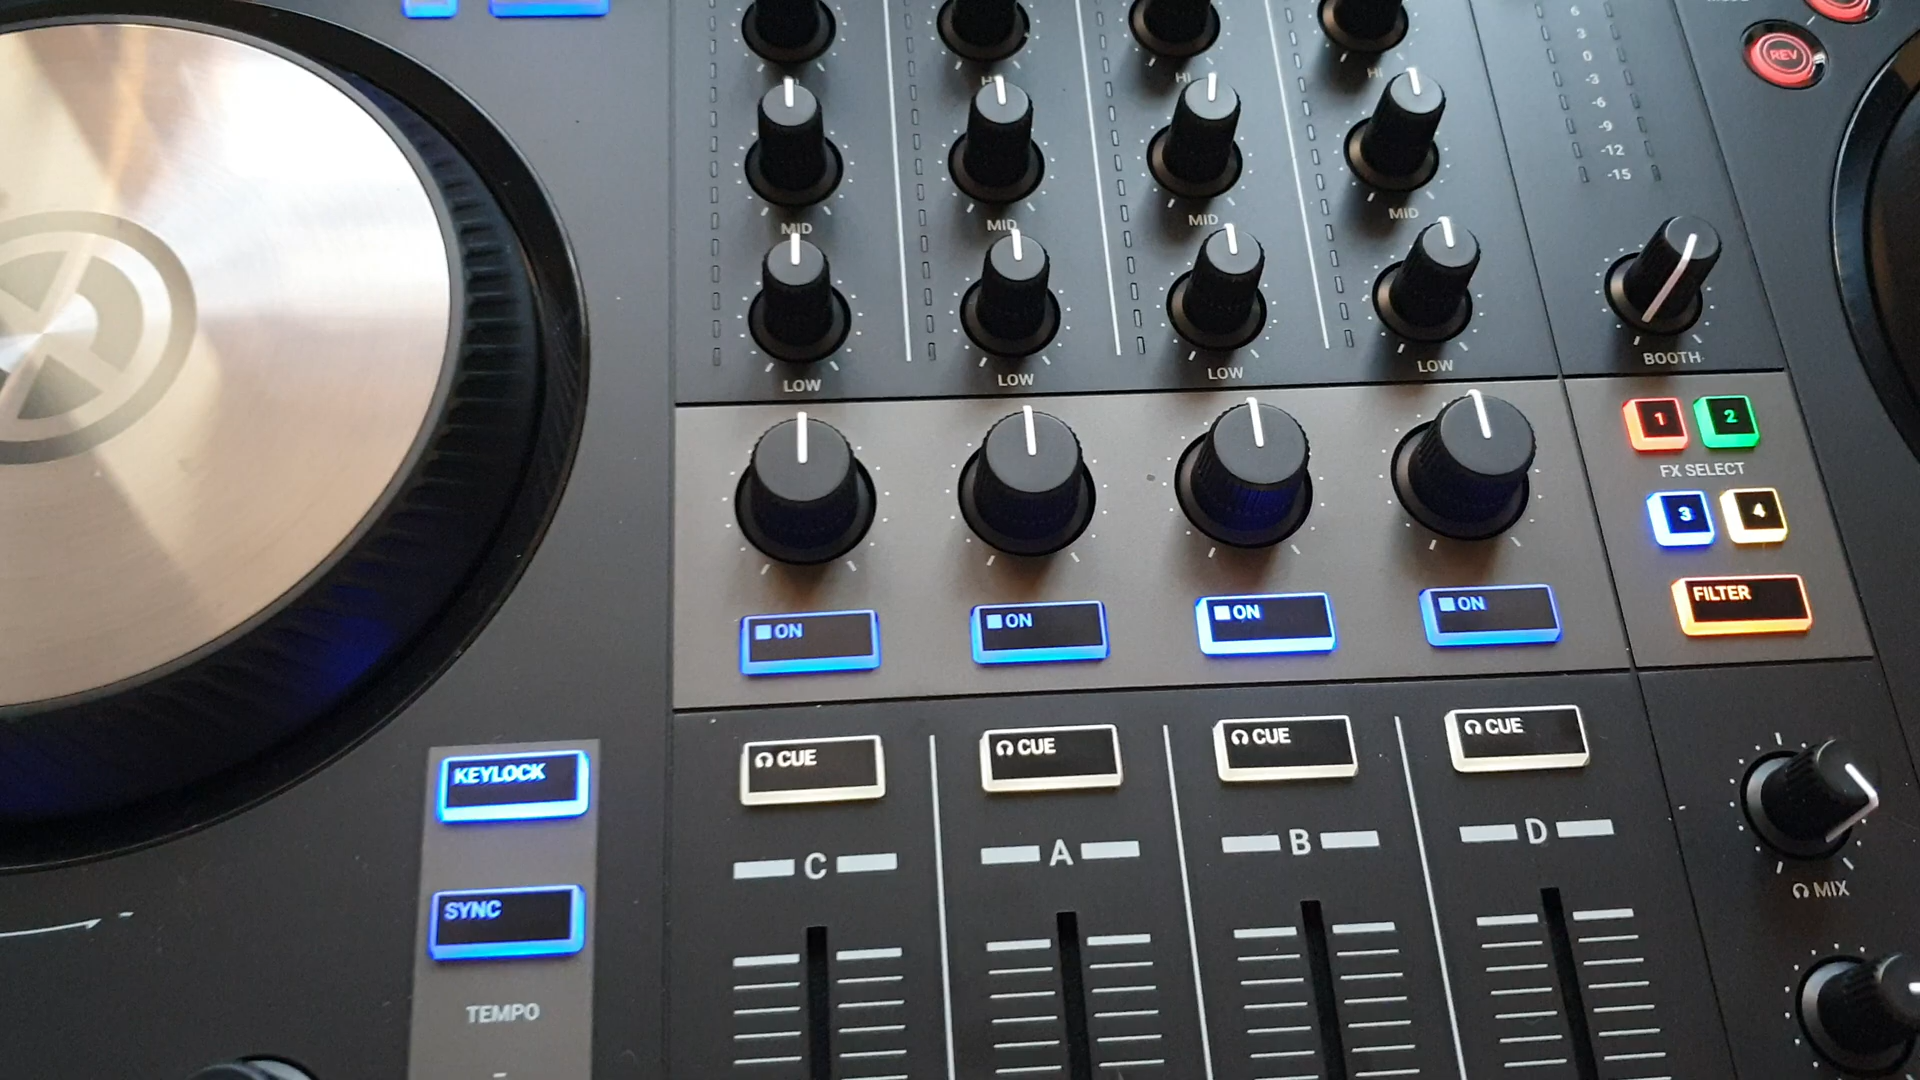 6
3
0
-3
-6
-9
-12
-15
REV
HI HI HI HI
MID MID MID MID
LOW LOW LOW LOW
BOOTH
1 2
FX SELECT
3 4
FILTER
ON ON ON ON
KEYLOCK
CUE CUE CUE CUE
C A B D
MIX
SYNC
TEMPO
-